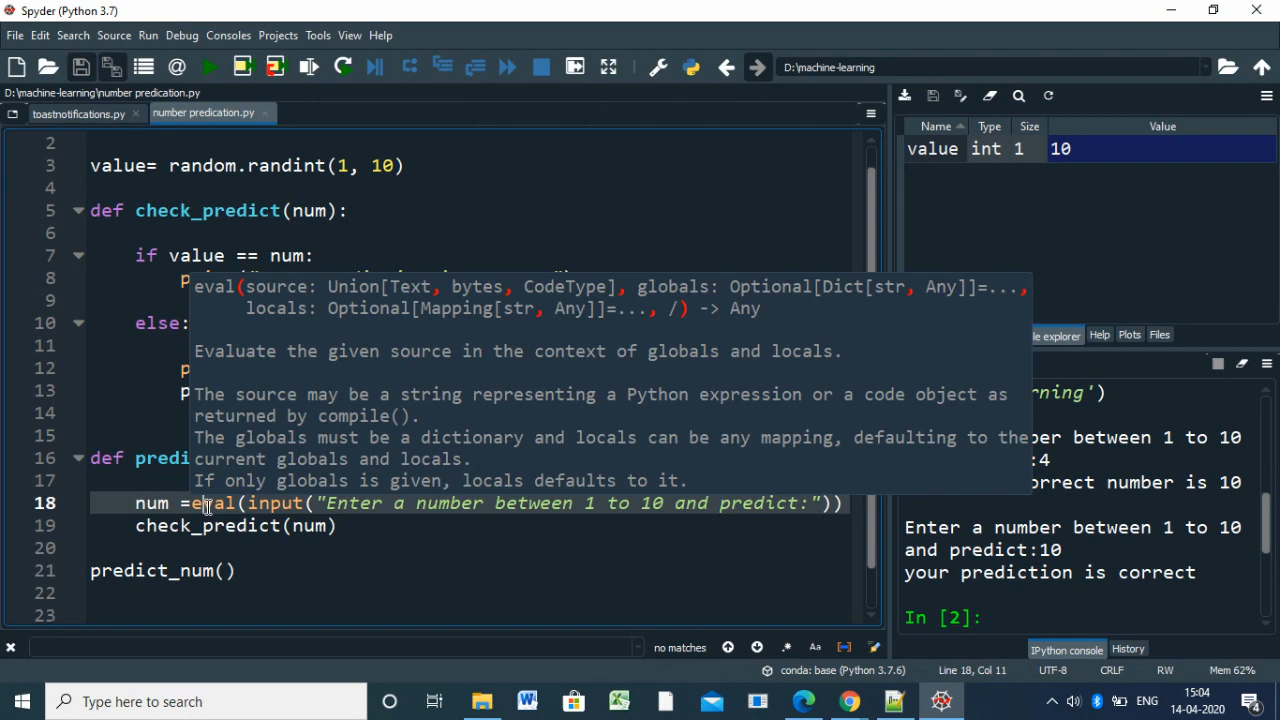 Spyder (Python 3.7)
File Edit Search Source Run Debug Consoles Projects Tools View Help
D:\machine-learning
D:\machine-learning\number predication.py
toastnotifications.py number predication.py
2
3 value= random.randint(1, 10)
4
5 def check_predict(num):
6
7 if value == num:
8
9
10 else:
11
12
13
14
15
16 def predi
17
18 num =eval(input("Enter a number between 1 to 10 and predict:"))
19 check_predict(num)
20
21 predict_num()
22
23
eval(source: Union[Text, bytes, CodeType], globals: Optional[Dict[str, Any]]=...,
locals: Optional[Mapping[str, Any]]=..., /) -> Any
Evaluate the given source in the context of globals and locals.
The source may be a string representing a Python expression or a code object as
returned by compile().
The globals must be a dictionary and locals can be any mapping, defaulting to the
current globals and locals.
If only globals is given, locals defaults to it.
Name Type Size Value
value int 1 10
le explorer Help Plots Files
rning')
ber between 1 to 10
:4
correct number is 10
Enter a number between 1 to 10
and predict:10
your prediction is correct
In [2]:
IPython console History
no matches Aa
conda: base (Python 3.7.6) Line 18, Col 11 UTF-8 CRLF RW Mem 62%
Type here to search
ENG 15:04
14-04-2020
4